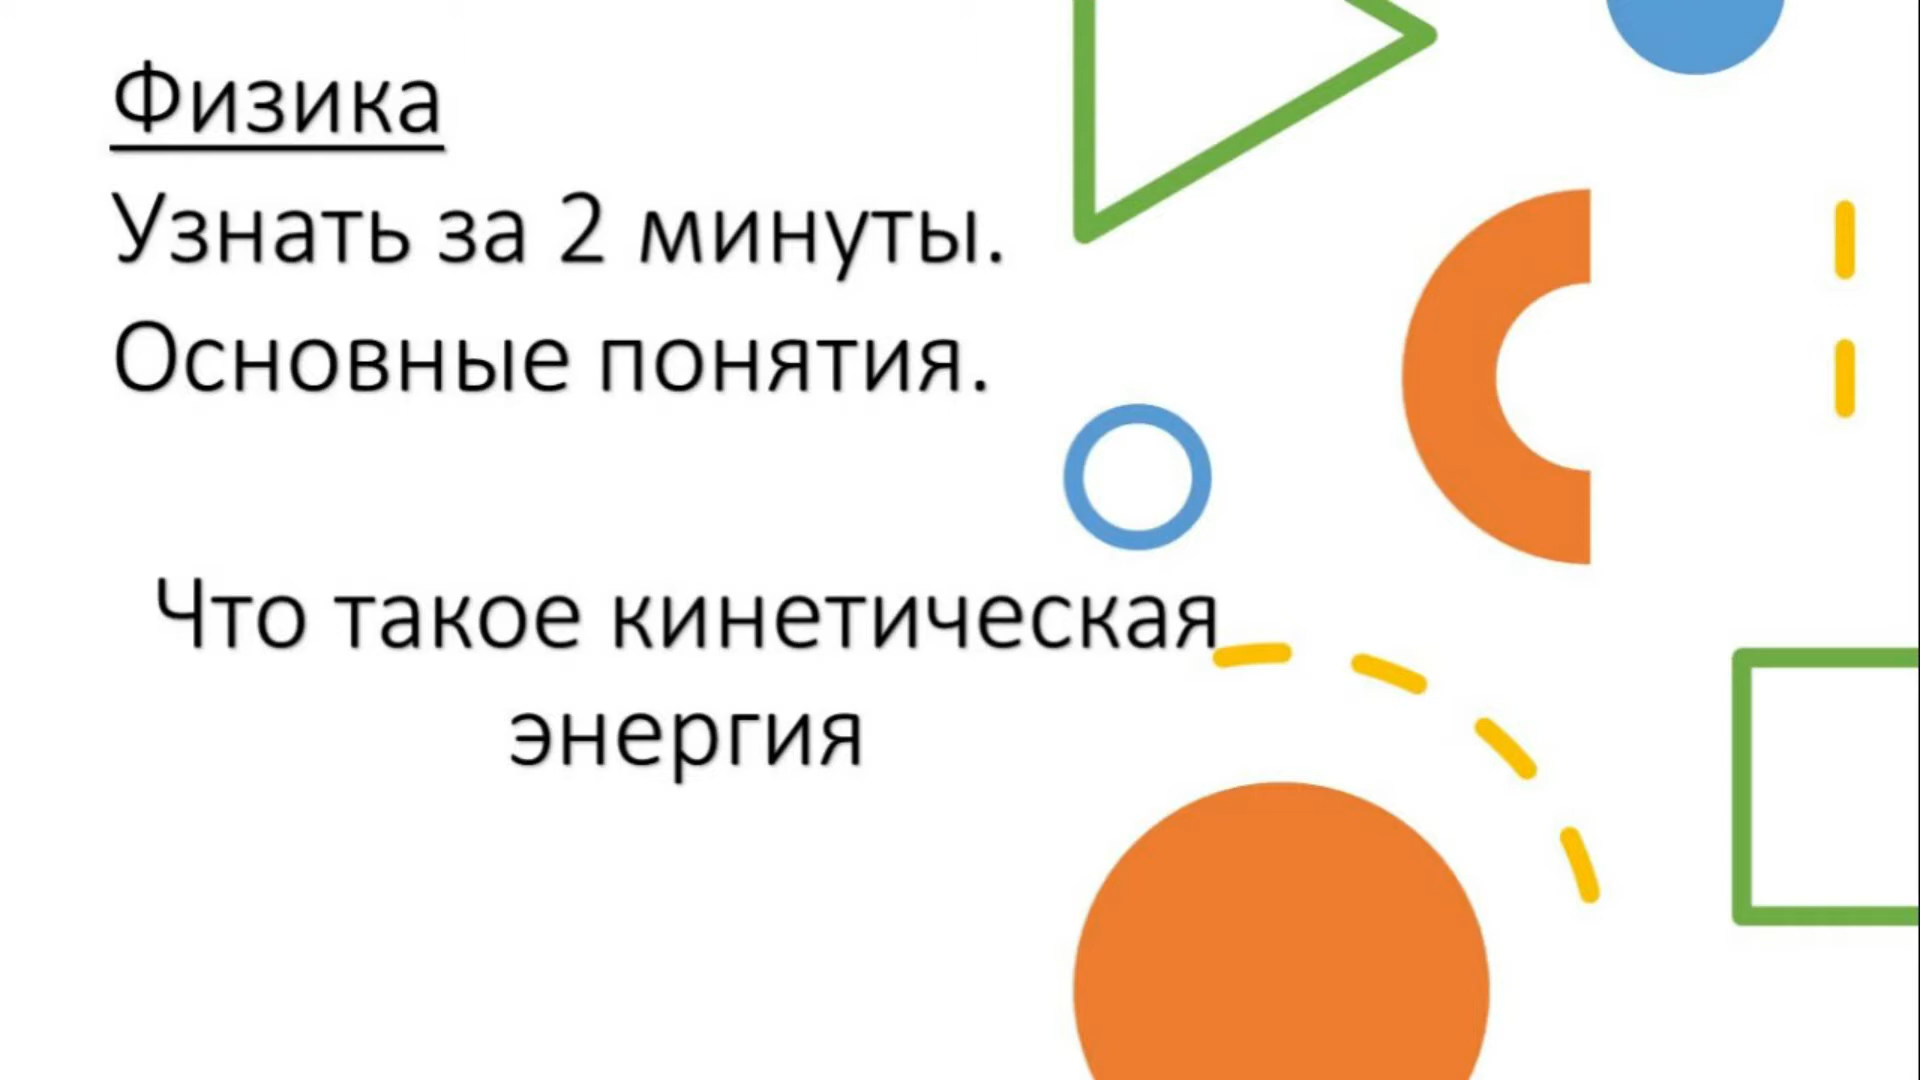 Физика
Узнать за 2 минуты.
Основные понятия.
Что такое кинетическая
энергия